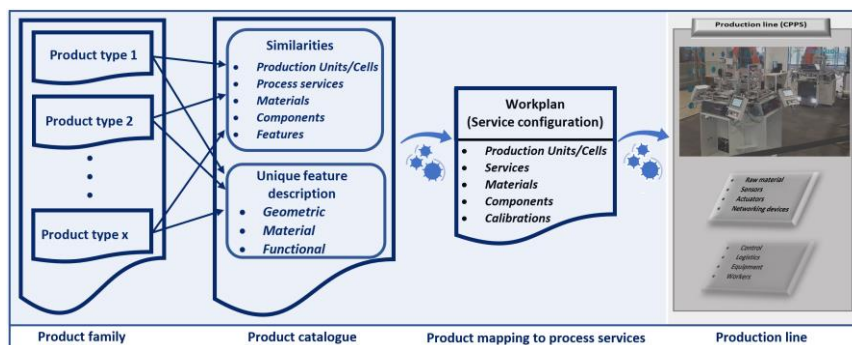 Product type 1
Product type 2
Product type x
Similarities
Production Units/Cells
Process services
Materials
Components
Features
Unique feature
description
Geometric
Material
Functional
Workplan
(Service configuration)
Production Units/Cells
Services
Materials
Components
Calibrations
Production line (CPPS)
Raw material
Sensors
Actuators
Networking devices
Control
Logistics
Equipment
Workers
Product family
Product catalogue
Product mapping to process services
Production line